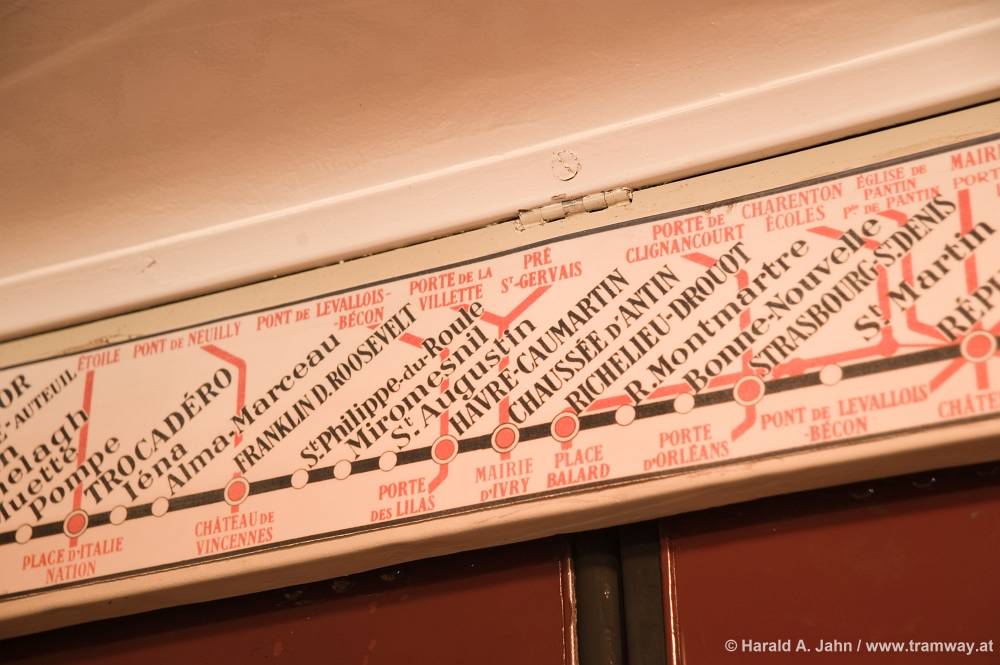 ÉTOILE
PONT DE NEUILLY
PONT DE LEVALLOIS-
-BÉCON
PORTE DE LA
VILLETTE
PRÉ
St-GERVAIS
PORTE DE
CLIGNANCOURT
CHARENTON
ÉCOLES
ÉGLISE DE
PANTIN
Pte DE PANTIN
-AUTEUIL
Pompe
TROCADÉRO
Iéna
Alma-Marceau
FRANKLIN D. ROOSEVELT
St-Philippe-du-Roule
Miromesnil
St-Augustin
HAVRE-CAUMARTIN
CHAUSSÉE d'ANTIN
RICHELIEU-DROUOT
R. Montmartre
Bonne-Nouvelle
STRASBOURG-St-DENIS
St-Martin
PLACE D'ITALIE
NATION
CHÂTEAU DE
VINCENNES
PORTE
DES LILAS
MAIRIE
D'IVRY
PLACE
BALARD
PORTE
D'ORLÉANS
PONT DE LEVALLOIS
-BÉCON
© Harald A. Jahn / www.tramway.at